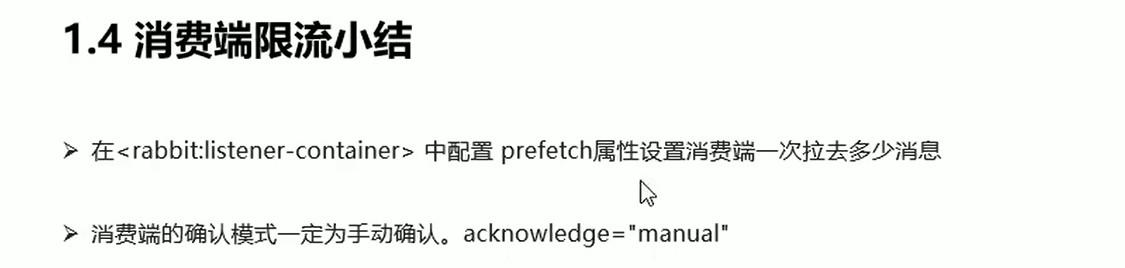 1.4 消费端限流小结
➢ 在<rabbit:listener-container> 中配置 prefetch属性设置消费端一次拉去多少消息
➢ 消费端的确认模式一定为手动确认。acknowledge="manual"